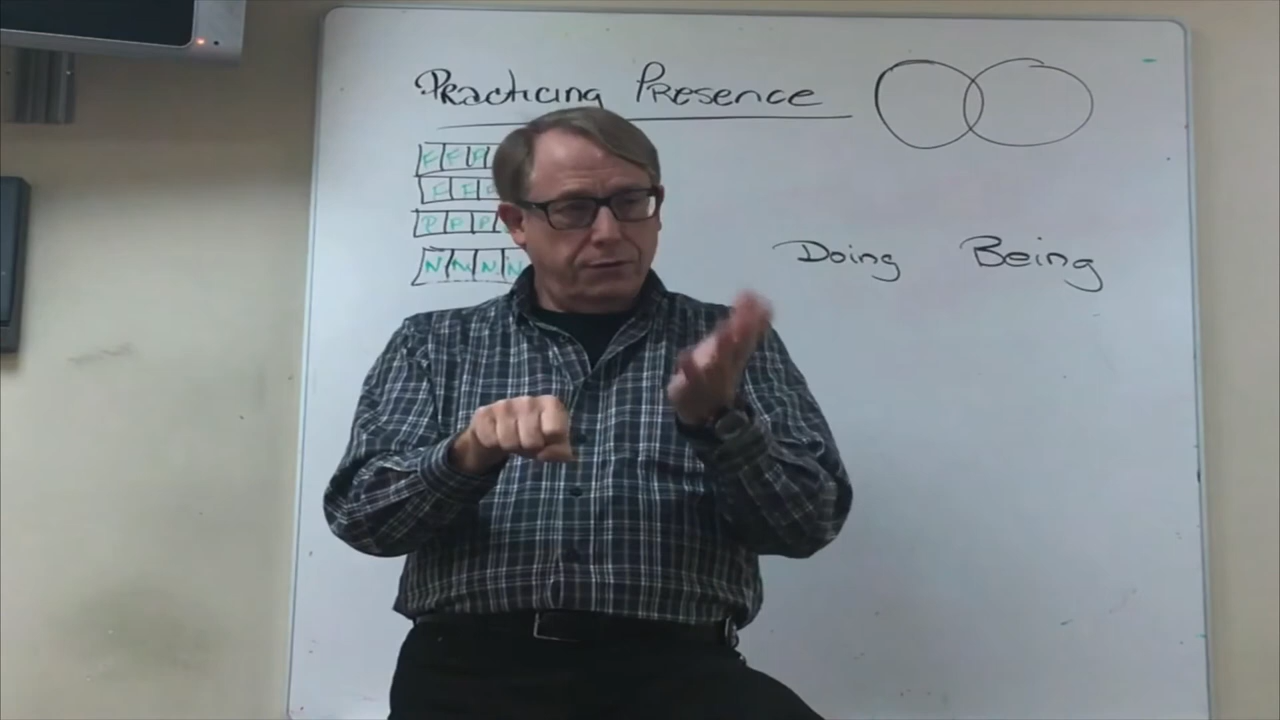 Practicing Presence
F F P
F F F
P P P
N N N N
Doing Being